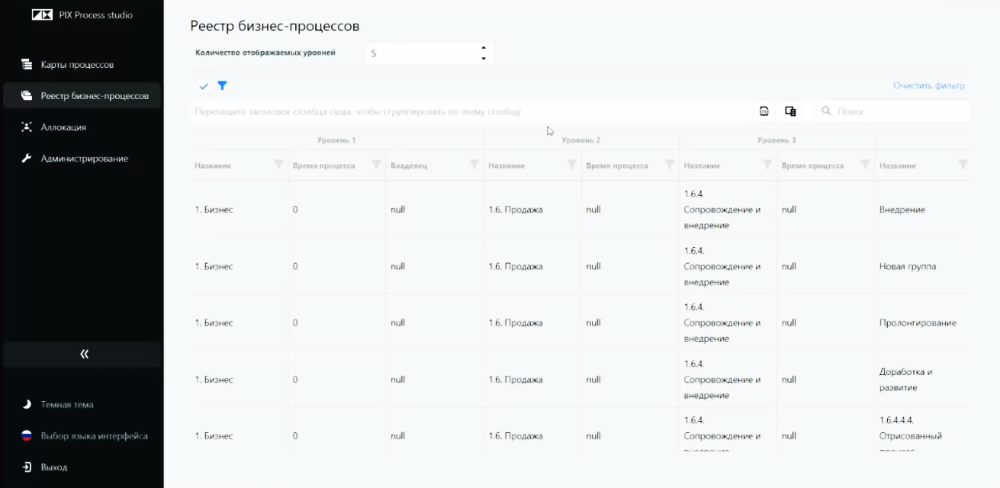 PIX Process studio
Карты процессов
Реестр бизнес-процессов
Аллокация
Администрирование
Темная тема
Выбор языка интерфейса
Выход
Реестр бизнес-процессов
Количество отображаемых уровней 5
Очистить фильтр
Перетащите заголовок столбца сюда, чтобы сгруппировать по этому столбцу Поиск
Уровень 1 Уровень 2 Уровень 3
Название Время процесса Владелец Название Время процесса Название Время процесса Название
1.6.4.
1. Бизнес 0 null 1.6. Продажа null Сопровождение и null Внедрение
внедрение
1.6.4.
1. Бизнес 0 null 1.6. Продажа null Сопровождение и null Новая группа
внедрение
1.6.4.
1. Бизнес 0 null 1.6. Продажа null Сопровождение и null Пролонгирование
внедрение
1.6.4. Доработка и
1. Бизнес 0 null 1.6. Продажа null Сопровождение и null развитие
внедрение
1.6.4. 1.6.4.4.4.
1. Бизнес 0 null 1.6. Продажа null Сопровождение и null Отрисованный
внедрение процесс